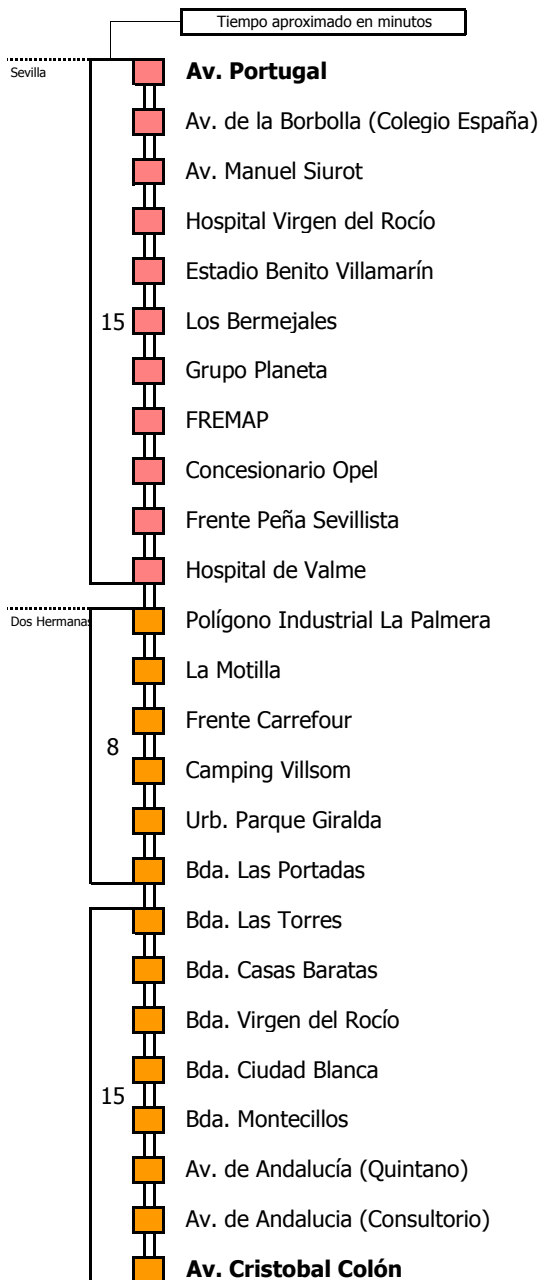 Tiempo aproximado en minutos
Sevilla
Av. Portugal
Av. de la Borbolla (Colegio España)
Av. Manuel Siurot
Hospital Virgen del Rocío
Estadio Benito Villamarín
15
Los Bermejales
Grupo Planeta
FREMAP
Concesionario Opel
Frente Peña Sevillista
Hospital de Valme
Dos Hermanas
Polígono Industrial La Palmera
La Motilla
Frente Carrefour
8
Camping Villsom
Urb. Parque Giralda
Bda. Las Portadas
Bda. Las Torres
Bda. Casas Baratas
Bda. Virgen del Rocío
Bda. Ciudad Blanca
15
Bda. Montecillos
Av. de Andalucía (Quintano)
Av. de Andalucia (Consultorio)
Av. Cristobal Colón